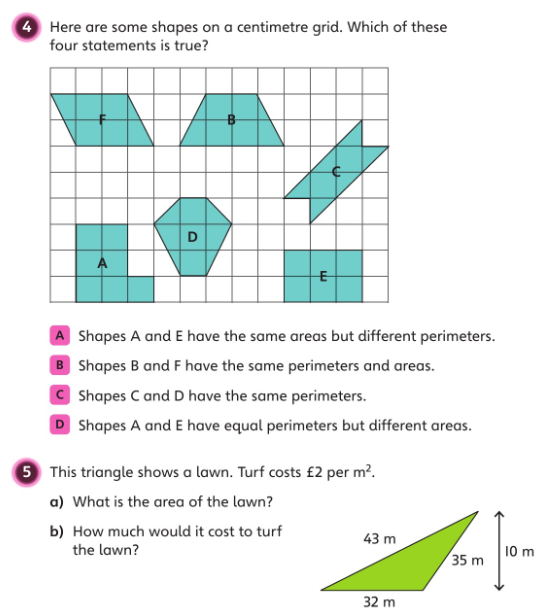 4 Here are some shapes on a centimetre grid. Which of these
four statements is true?
F
B
C
D
A
E
A Shapes A and E have the same areas but different perimeters.
B Shapes B and F have the same perimeters and areas.
C Shapes C and D have the same perimeters.
D Shapes A and E have equal perimeters but different areas.
5 This triangle shows a lawn. Turf costs £2 per m².
a) What is the area of the lawn?
b) How much would it cost to turf
the lawn?
43 m
35 m
10 m
32 m